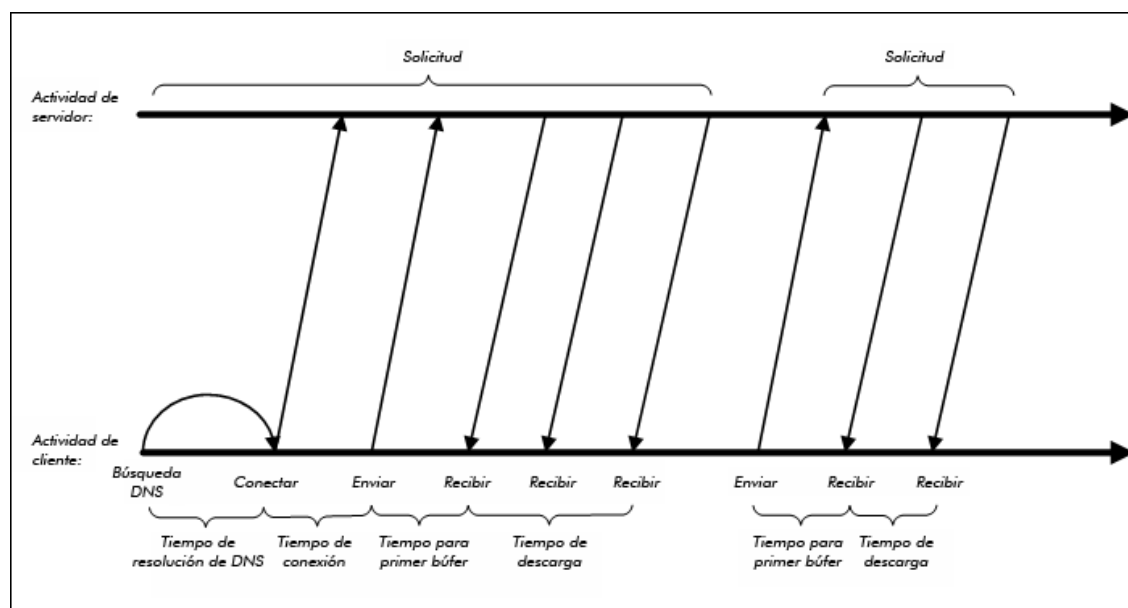 Solicitud
Solicitud
Actividad de
servidor:
Actividad de
cliente:
Búsqueda
DNS
Conectar
Enviar
Recibir
Recibir
Recibir
Enviar
Recibir
Recibir
Tiempo de
resolución de DNS
Tiempo de
conexión
Tiempo para
primer búfer
Tiempo de
descarga
Tiempo para
primer búfer
Tiempo de
descarga